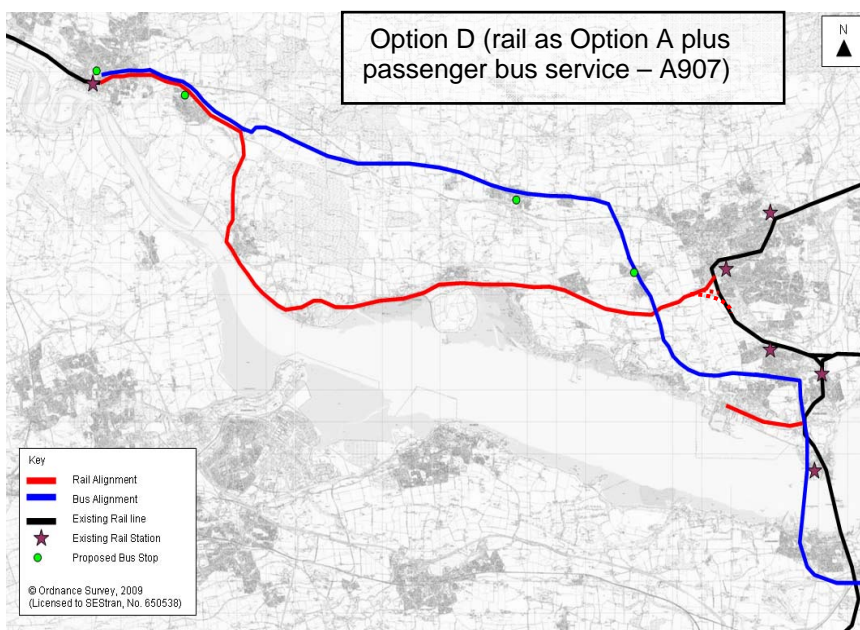 Option D (rail as Option A plus
passenger bus service – A907)
N
Key
Rail Alignment
Bus Alignment
Existing Rail line
Existing Rail Station
Proposed Bus Stop
© Ordnance Survey, 2009
(Licensed to SEStran, No. 650538)